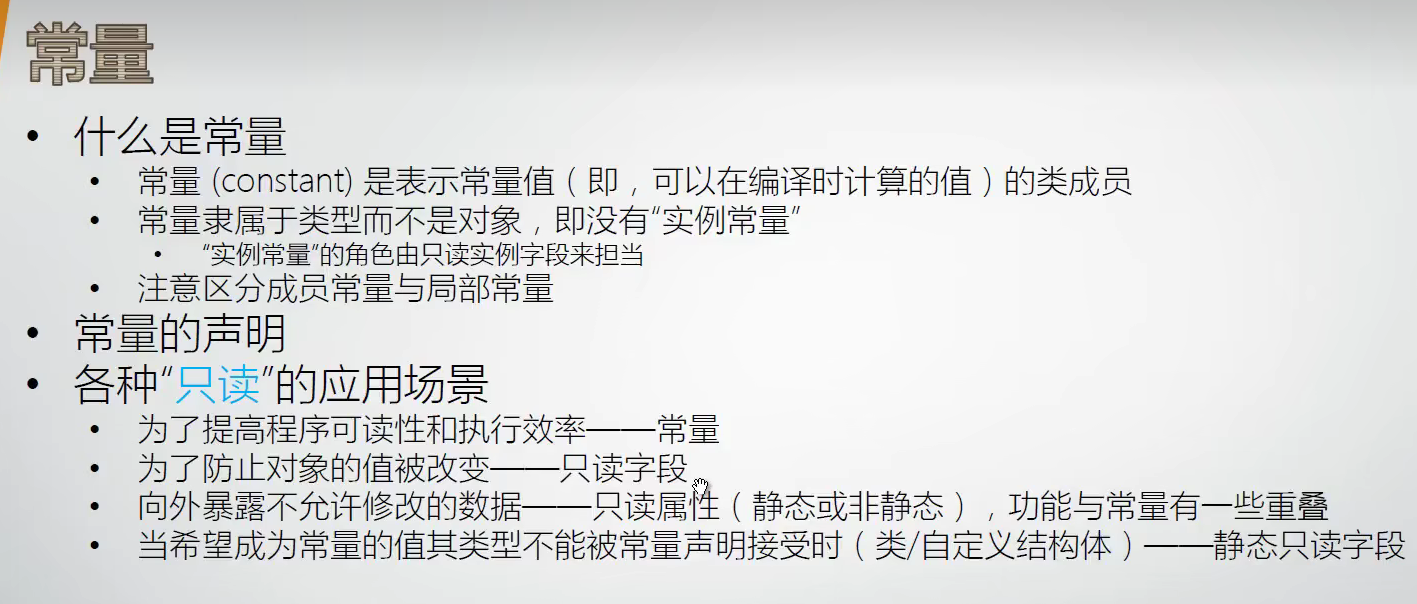 常量
• 什么是常量
• 常量 (constant) 是表示常量值（即，可以在编译时计算的值）的类成员
• 常量隶属于类型而不是对象，即没有“实例常量”
• “实例常量”的角色由只读实例字段来担当
• 注意区分成员常量与局部常量
• 常量的声明
• 各种“只读”的应用场景
• 为了提高程序可读性和执行效率——常量
• 为了防止对象的值被改变——只读字段
• 向外暴露不允许修改的数据——只读属性（静态或非静态），功能与常量有一些重叠
• 当希望成为常量的值其类型不能被常量声明接受时（类/自定义结构体）——静态只读字段